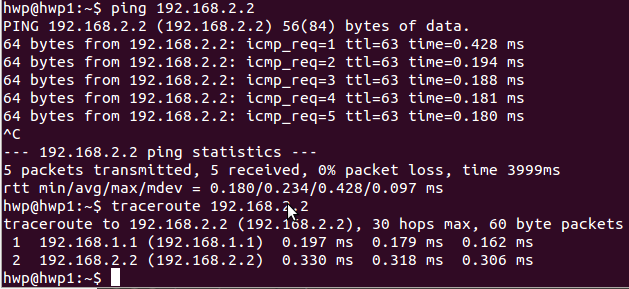 hwp@hwp1:~$ ping 192.168.2.2
PING 192.168.2.2 (192.168.2.2) 56(84) bytes of data.
64 bytes from 192.168.2.2: icmp_req=1 ttl=63 time=0.428 ms
64 bytes from 192.168.2.2: icmp_req=2 ttl=63 time=0.194 ms
64 bytes from 192.168.2.2: icmp_req=3 ttl=63 time=0.188 ms
64 bytes from 192.168.2.2: icmp_req=4 ttl=63 time=0.181 ms
64 bytes from 192.168.2.2: icmp_req=5 ttl=63 time=0.180 ms
^C
--- 192.168.2.2 ping statistics ---
5 packets transmitted, 5 received, 0% packet loss, time 3999ms
rtt min/avg/max/mdev = 0.180/0.234/0.428/0.097 ms
hwp@hwp1:~$ traceroute 192.168.2.2
traceroute to 192.168.2.2 (192.168.2.2), 30 hops max, 60 byte packets
 1  192.168.1.1 (192.168.1.1)  0.197 ms  0.179 ms  0.162 ms
 2  192.168.2.2 (192.168.2.2)  0.330 ms  0.318 ms  0.306 ms
hwp@hwp1:~$